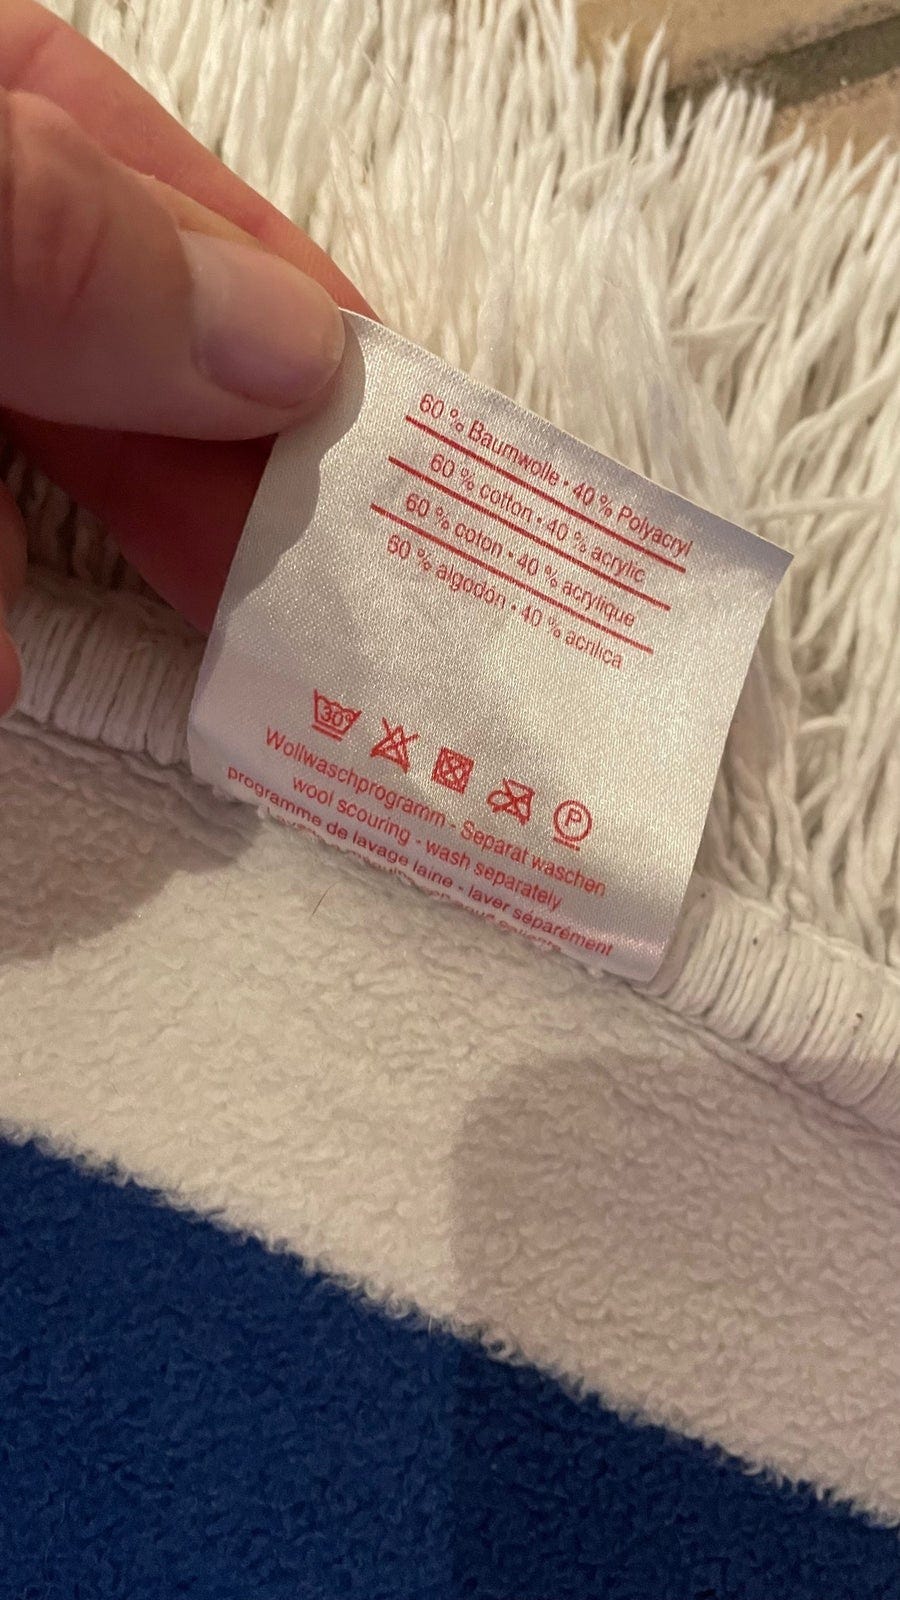 60 % Baumwolle · 40 % Polyacryl
60 % cotton · 40 % acrylic
60 % coton · 40 % acrylique
60 % algodon · 40 % acrilica
30° P
Wollwaschprogramm - Separat waschen
wool scouring - wash separately
programme de lavage laine - laver séparément